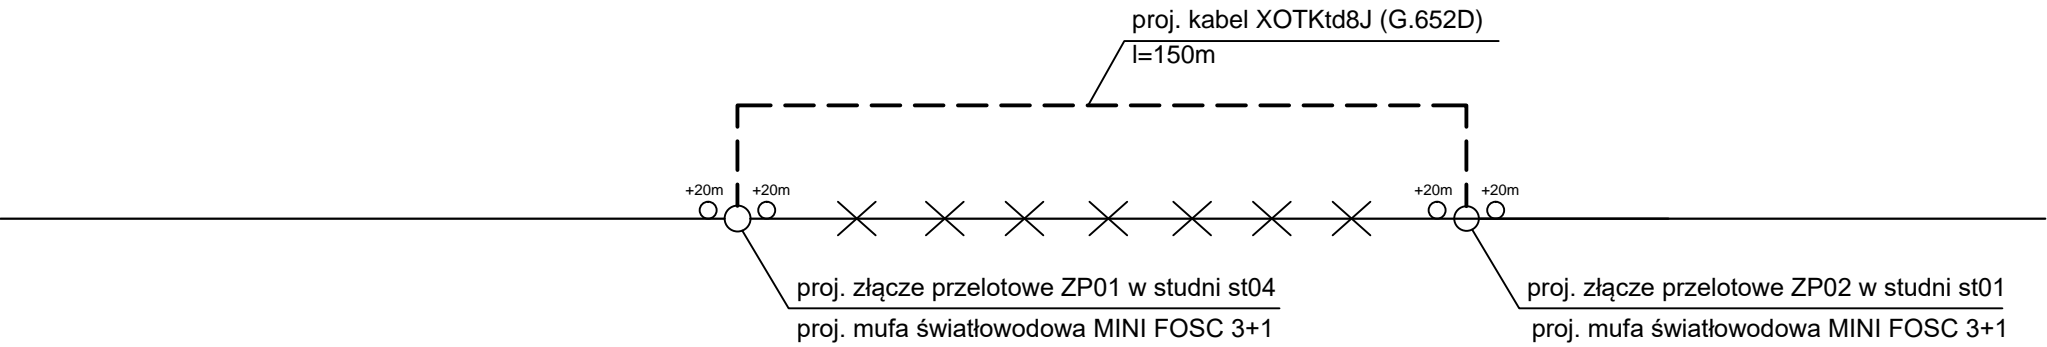 proj. kabel XOTKtd8J (G.652D)
l=150m
+20m +20m +20m +20m
proj. złącze przelotowe ZP01 w studni st04
proj. mufa światłowodowa MINI FOSC 3+1
proj. złącze przelotowe ZP02 w studni st01
proj. mufa światłowodowa MINI FOSC 3+1